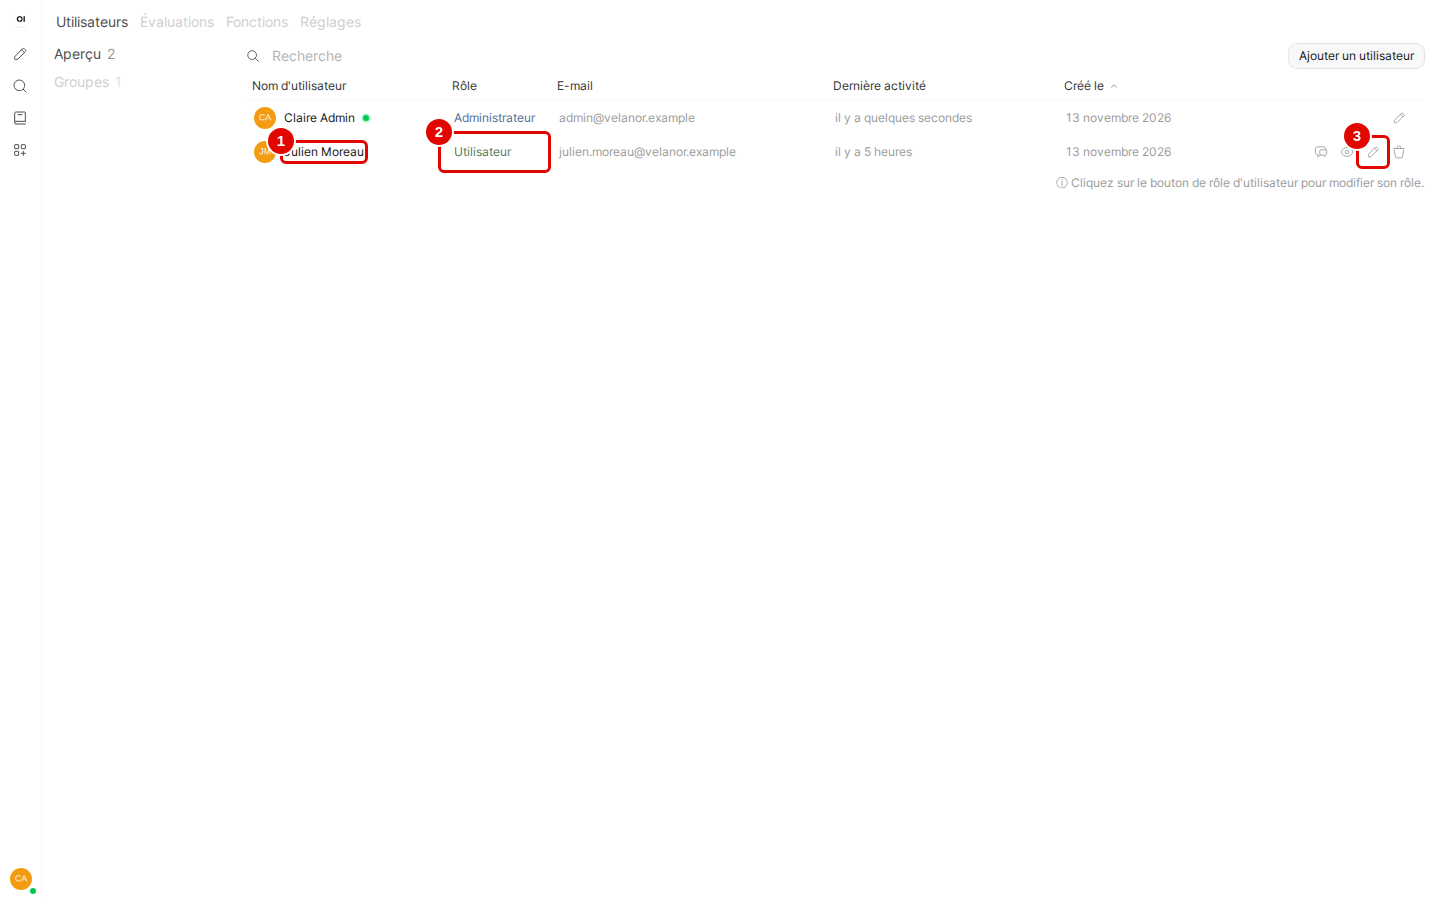 OI
Utilisateurs Évaluations Fonctions Réglages
Aperçu 2
Groupes 1
Recherche
Ajouter un utilisateur
Nom d'utilisateur Rôle E-mail Dernière activité Créé le
CA Claire Admin Administrateur admin@velanor.example il y a quelques secondes 13 novembre 2026
1 2 3
Julien Moreau Utilisateur julien.moreau@velanor.example il y a 5 heures 13 novembre 2026
Cliquez sur le bouton de rôle d'utilisateur pour modifier son rôle.
CA